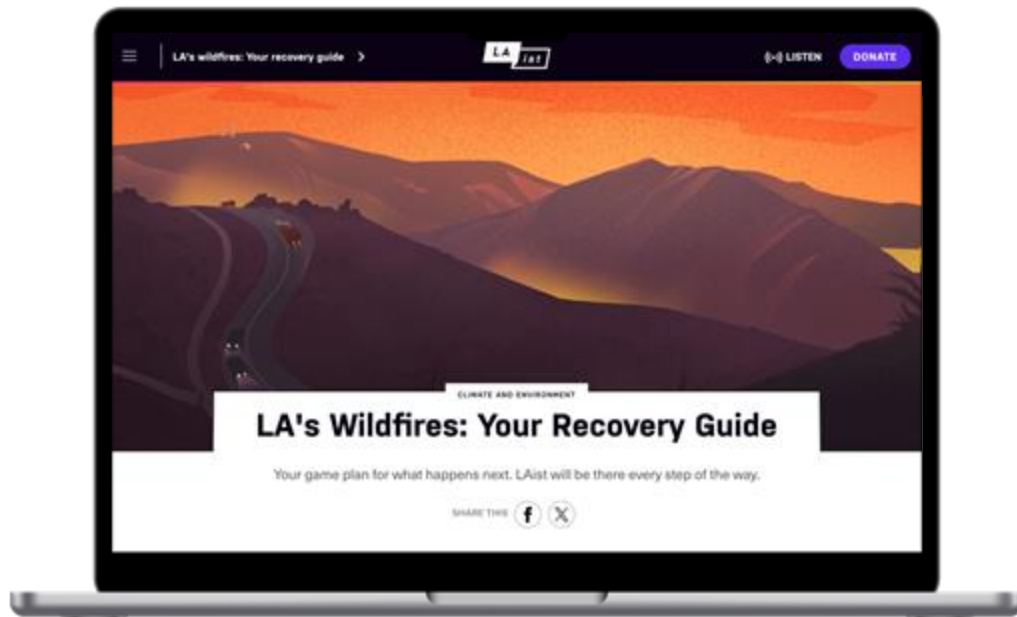 LA's wildfires: Your recovery guide
LA
ist
LISTEN
DONATE
CLIMATE AND ENVIRONMENT
LA's Wildfires: Your Recovery Guide
Your game plan for what happens next. LAist will be there every step of the way.
SHARE THIS